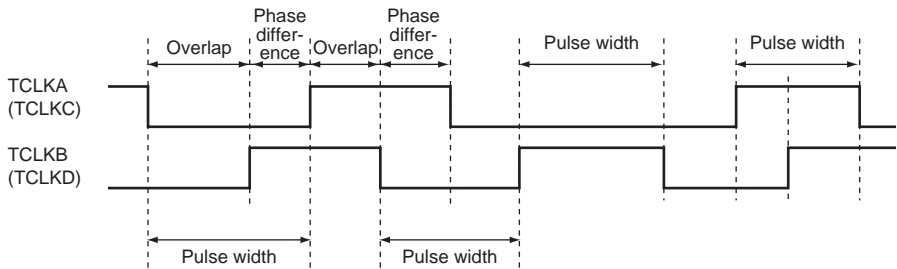 Phase
differ-
ence
Phase
differ-
ence
Overlap
Overlap
Pulse width
Pulse width
TCLKA
(TCLKC)
TCLKB
(TCLKD)
Pulse width
Pulse width